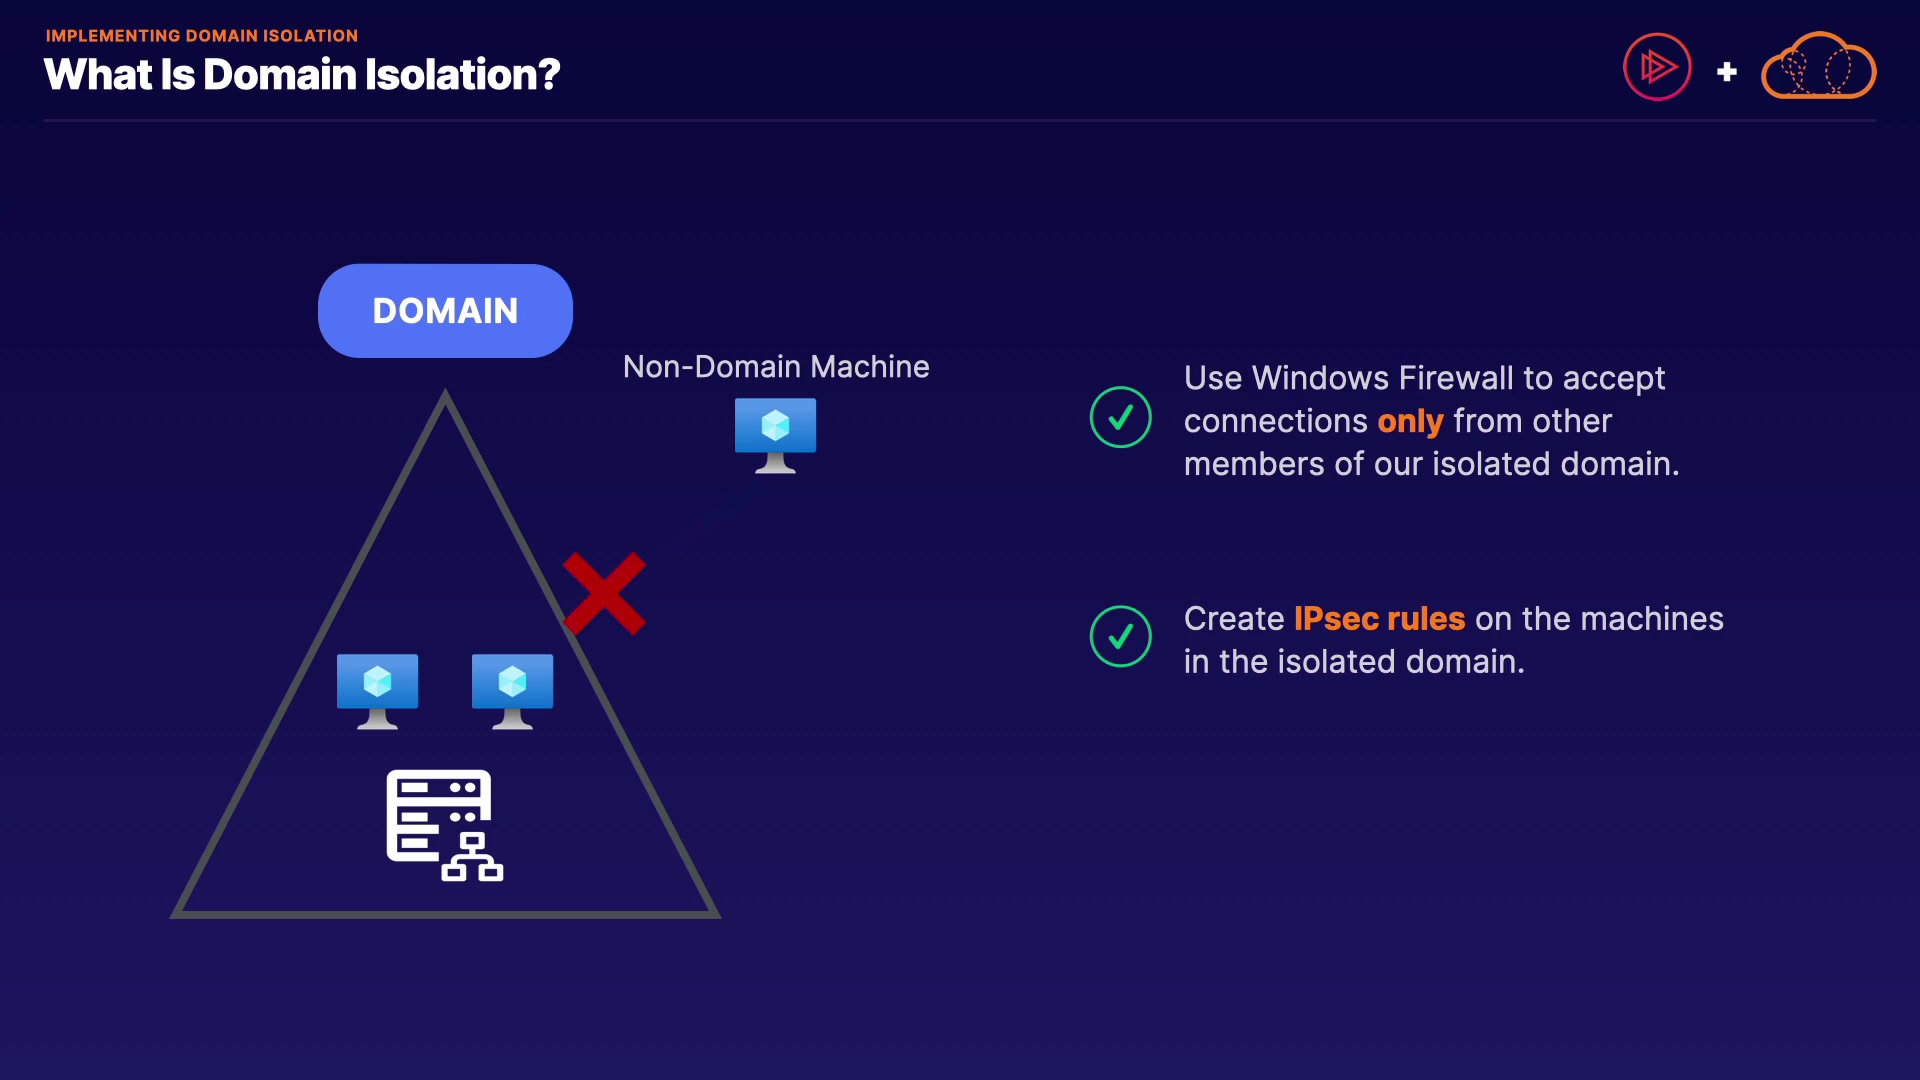 IMPLEMENTING DOMAIN ISOLATION
What Is Domain Isolation?
DOMAIN
Non-Domain Machine
Use Windows Firewall to accept
connections only from other
members of our isolated domain.
Create IPsec rules on the machines
in the isolated domain.